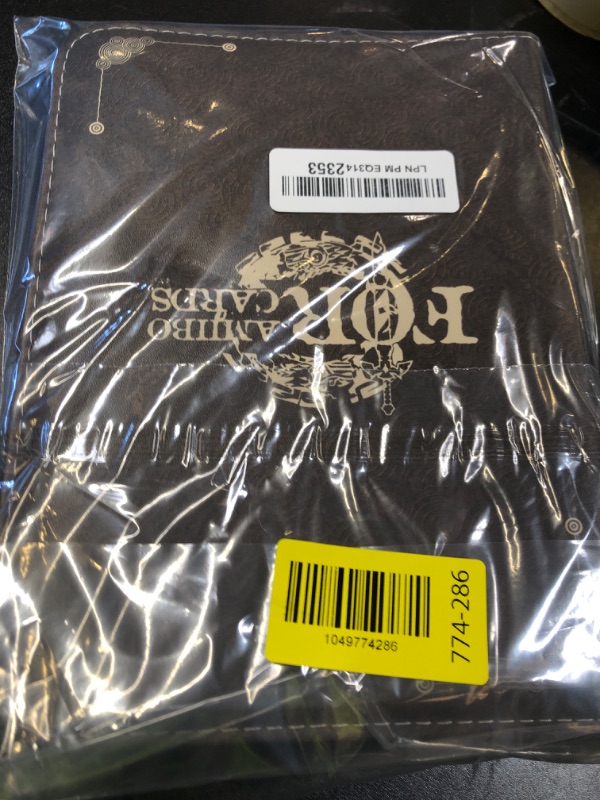 LPN PM EQ3142353
FOR
AMIIBO
CARDS
1049774286
774-286